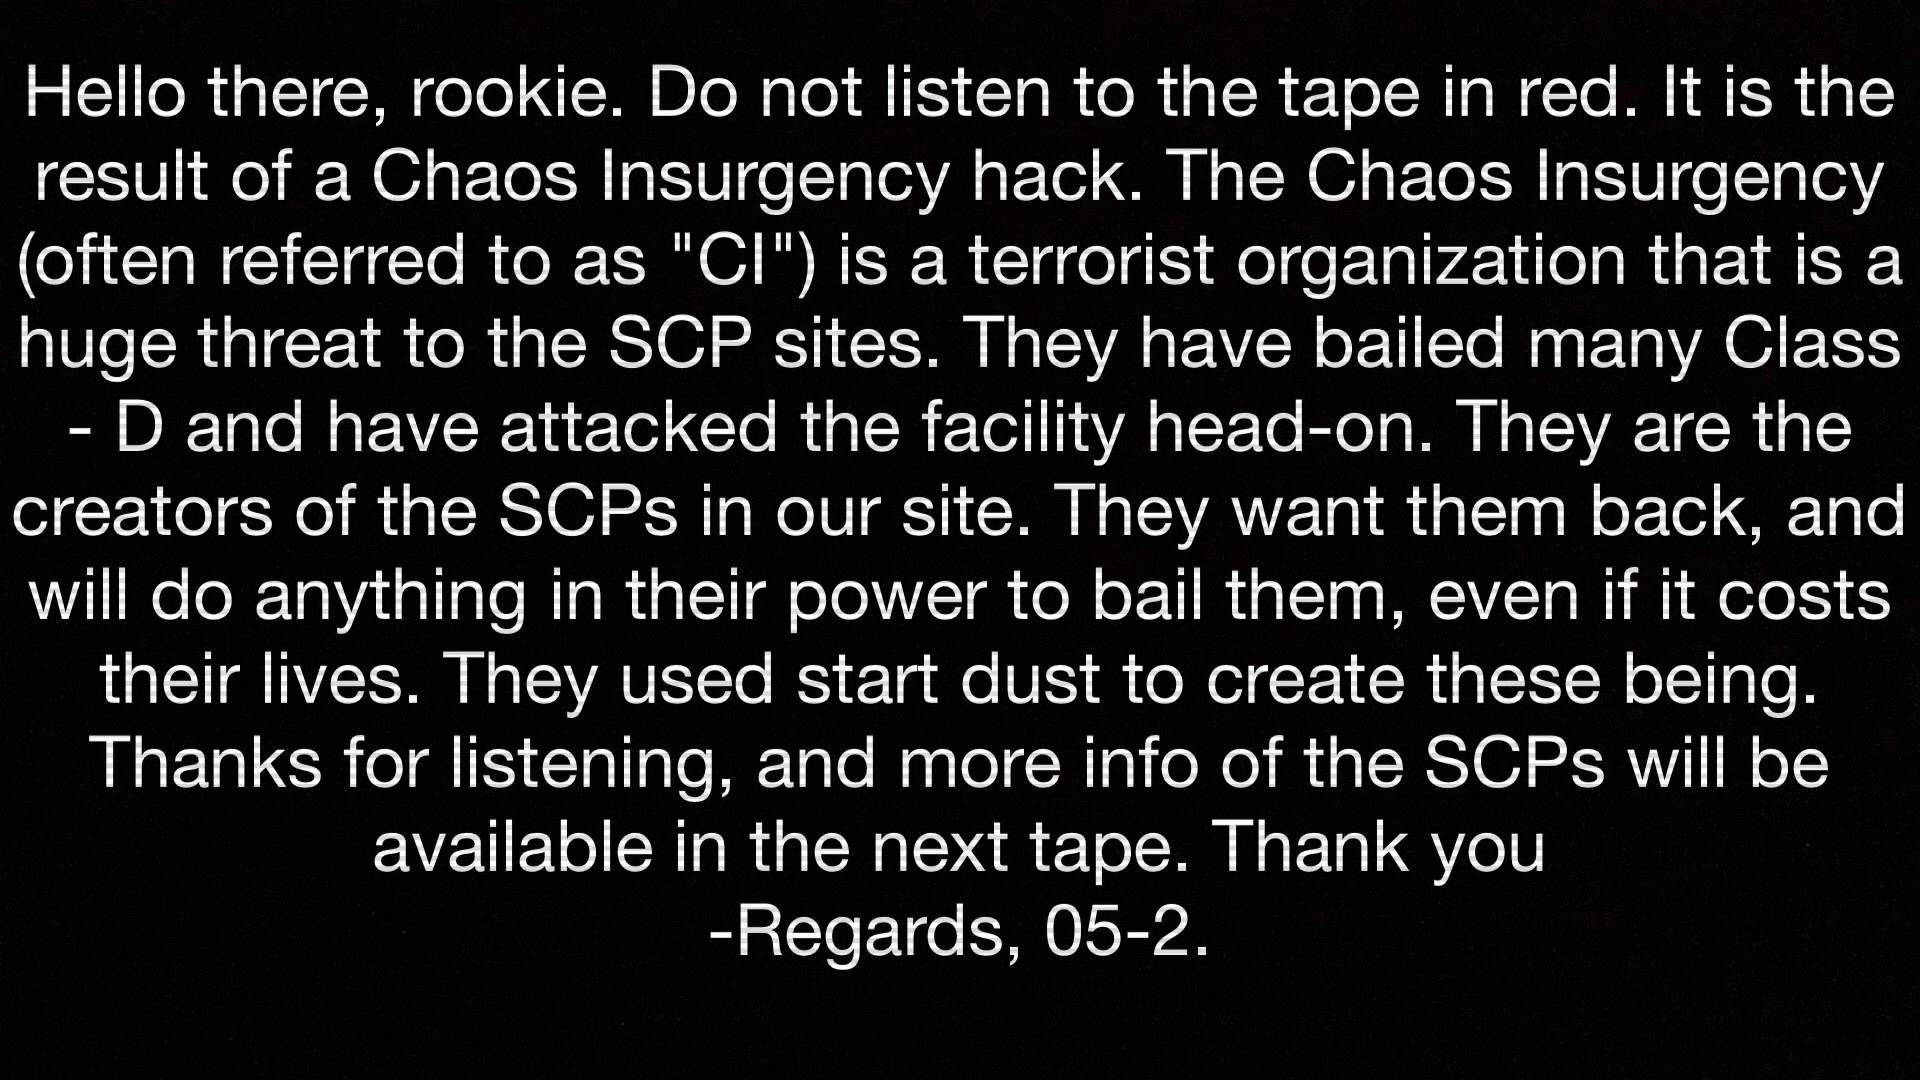 Hello there, rookie. Do not listen to the tape in red. It is the
result of a Chaos Insurgency hack. The Chaos Insurgency
(often referred to as "CI") is a terrorist organization that is a
huge threat to the SCP sites. They have bailed many Class
- D and have attacked the facility head-on. They are the
creators of the SCPs in our site. They want them back, and
will do anything in their power to bail them, even if it costs
their lives. They used start dust to create these being.
Thanks for listening, and more info of the SCPs will be
available in the next tape. Thank you
-Regards, 05-2.